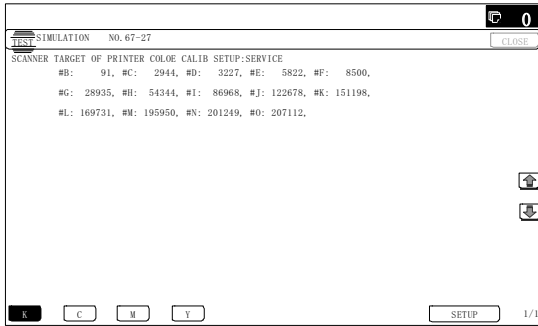 0
TEST SIMULATION NO.67-27 CLOSE
SCANNER TARGET OF PRINTER COLOE CALIB SETUP:SERVICE
#B: 91, #C: 2944, #D: 3227, #E: 5822, #F: 8500,
#G: 28935, #H: 54344, #I: 86968, #J: 122678, #K: 151198,
#L: 169731, #M: 195950, #N: 201249, #O: 207112,
K C M Y SETUP 1/1